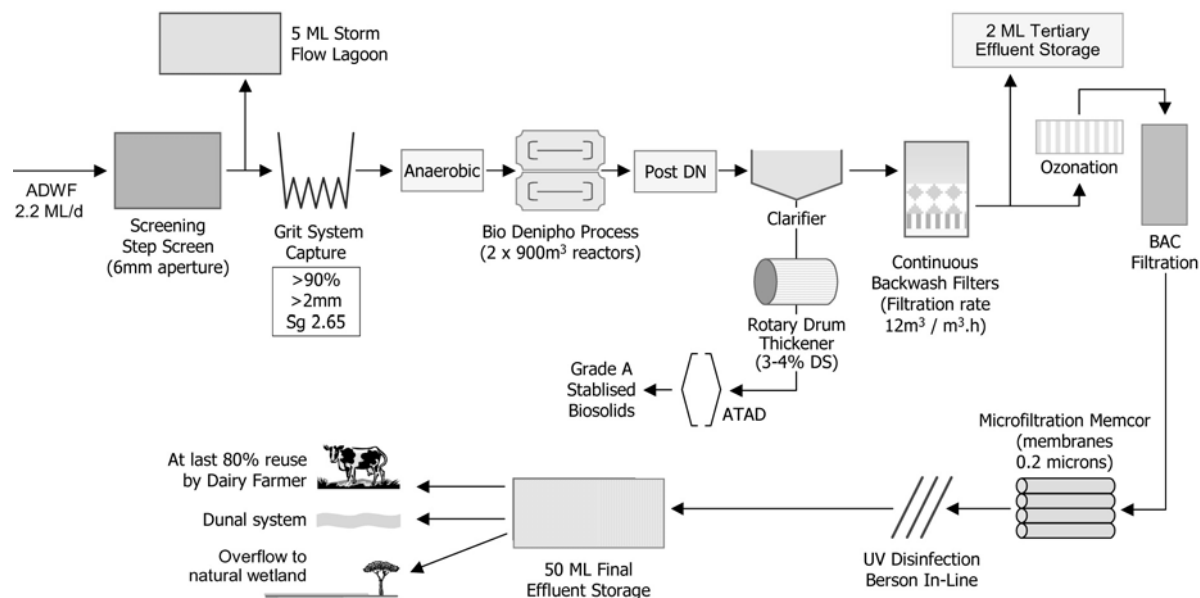 5 ML Storm
Flow Lagoon
2 ML Tertiary
Effluent Storage
ADWF
2.2 ML/d
Screening
Step Screen
(6mm aperture)
Grit System
Capture
>90%
>2mm
Sg 2.65
Anaerobic
Bio Denipho Process
(2 x 900m³ reactors)
Post DN
Clarifier
Rotary Drum
Thickener
(3-4% DS)
ATAD
Grade A
Stablised
Biosolids
Continuous
Backwash Filters
(Filtration rate
12m³ / m³.h)
Ozonation
BAC
Filtration
Microfiltration Memcor
(membranes
0.2 microns)
UV Disinfection
Berson In-Line
50 ML Final
Effluent Storage
At last 80% reuse
by Dairy Farmer
Dunal system
Overflow to
natural wetland